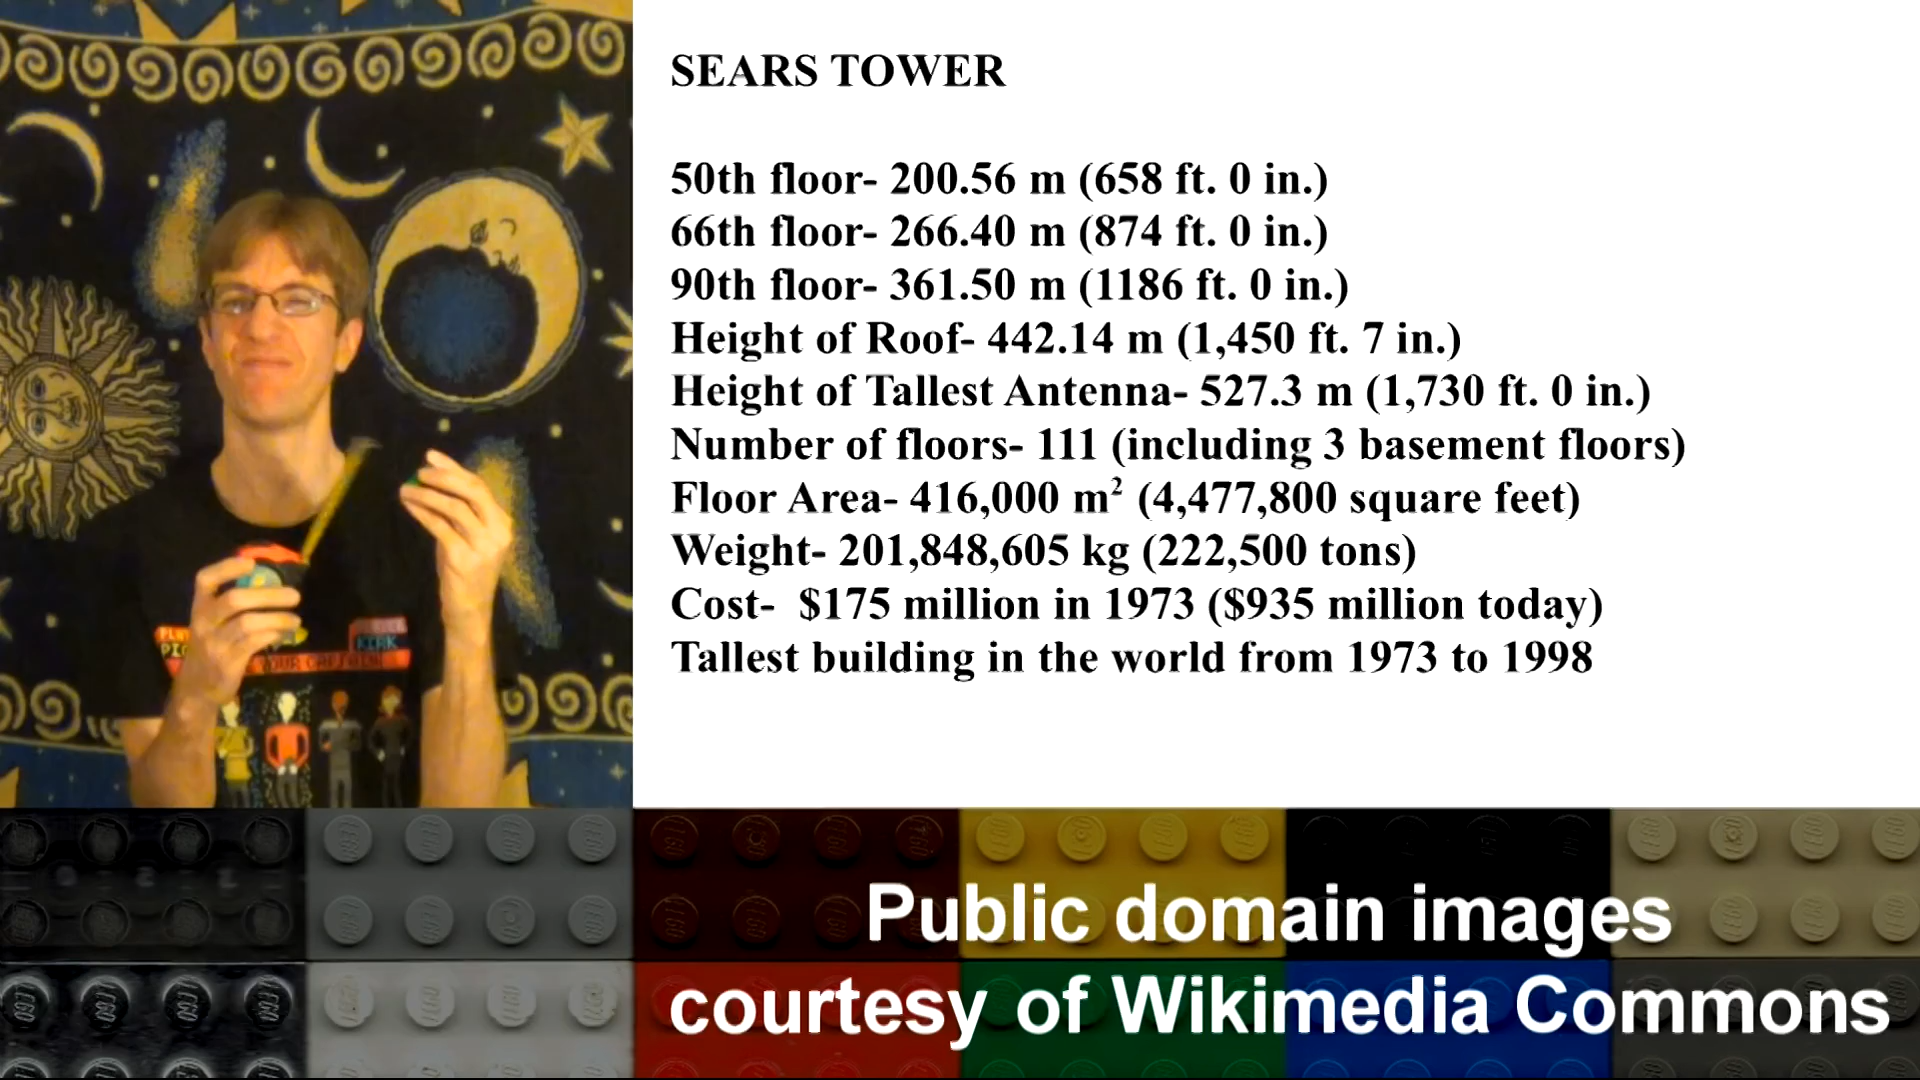 SEARS TOWER
50th floor- 200.56 m (658 ft. 0 in.)
66th floor- 266.40 m (874 ft. 0 in.)
90th floor- 361.50 m (1186 ft. 0 in.)
Height of Roof- 442.14 m (1,450 ft. 7 in.)
Height of Tallest Antenna- 527.3 m (1,730 ft. 0 in.)
Number of floors- 111 (including 3 basement floors)
Floor Area- 416,000 m² (4,477,800 square feet)
Weight- 201,848,605 kg (222,500 tons)
Cost-  $175 million in 1973 ($935 million today)
Tallest building in the world from 1973 to 1998
KIRK
YOUR CAPTAIN
Public domain images
courtesy of Wikimedia Commons